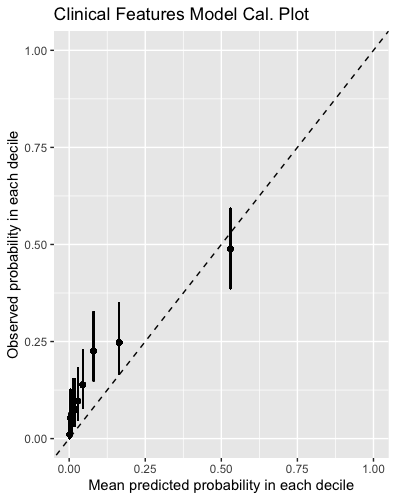 Clinical Features Model Cal. Plot
1.00
0.75
0.50
0.25
0.00
Observed probability in each decile
0.00 0.25 0.50 0.75 1.00
Mean predicted probability in each decile